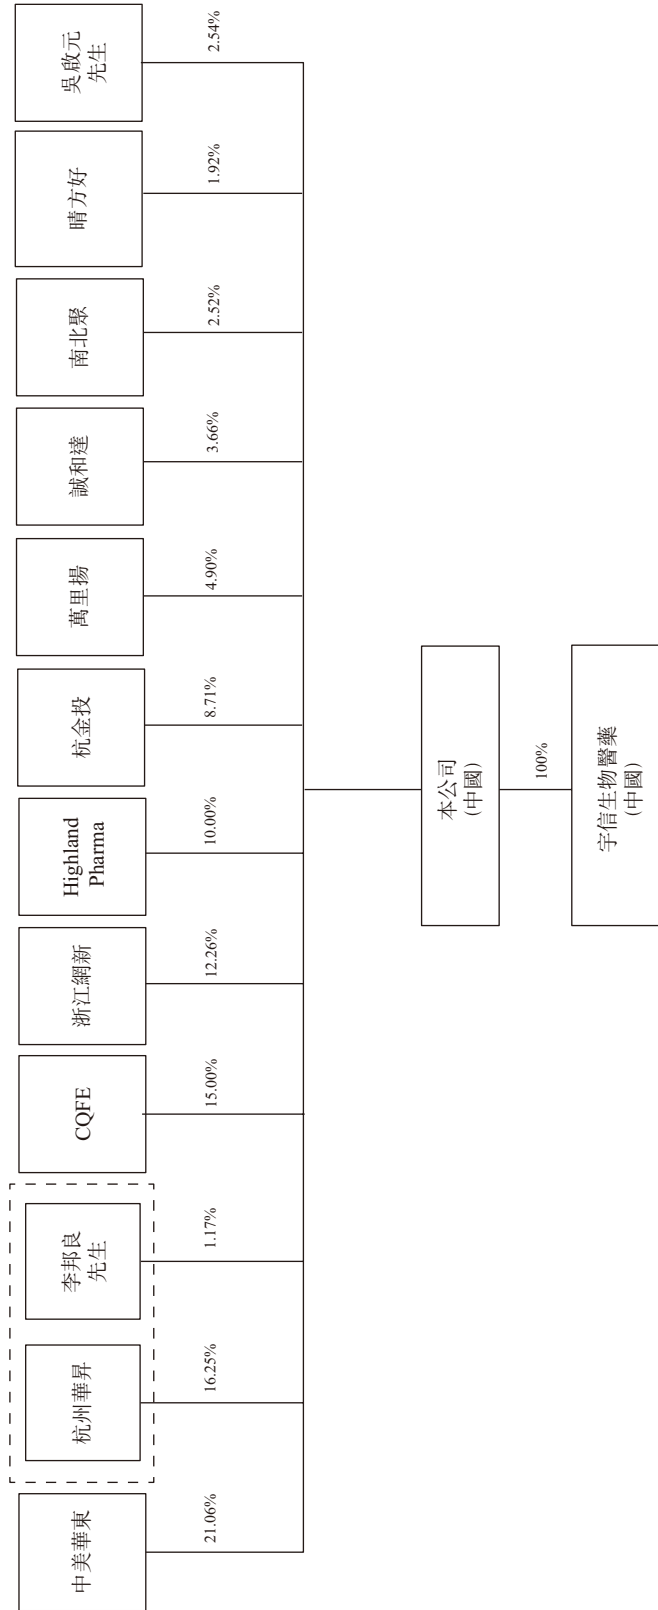 中美華東
杭州華昇
李邦良
先生
CQFE
浙江網新
Highland
Pharma
杭金投
萬里揚
誠和達
南北聚
晴方好
吳啟元
先生
21.06%
16.25%
1.17%
15.00%
12.26%
10.00%
8.71%
4.90%
3.66%
2.52%
1.92%
2.54%
本公司
(中國)
100%
宇信生物醫藥
(中國)